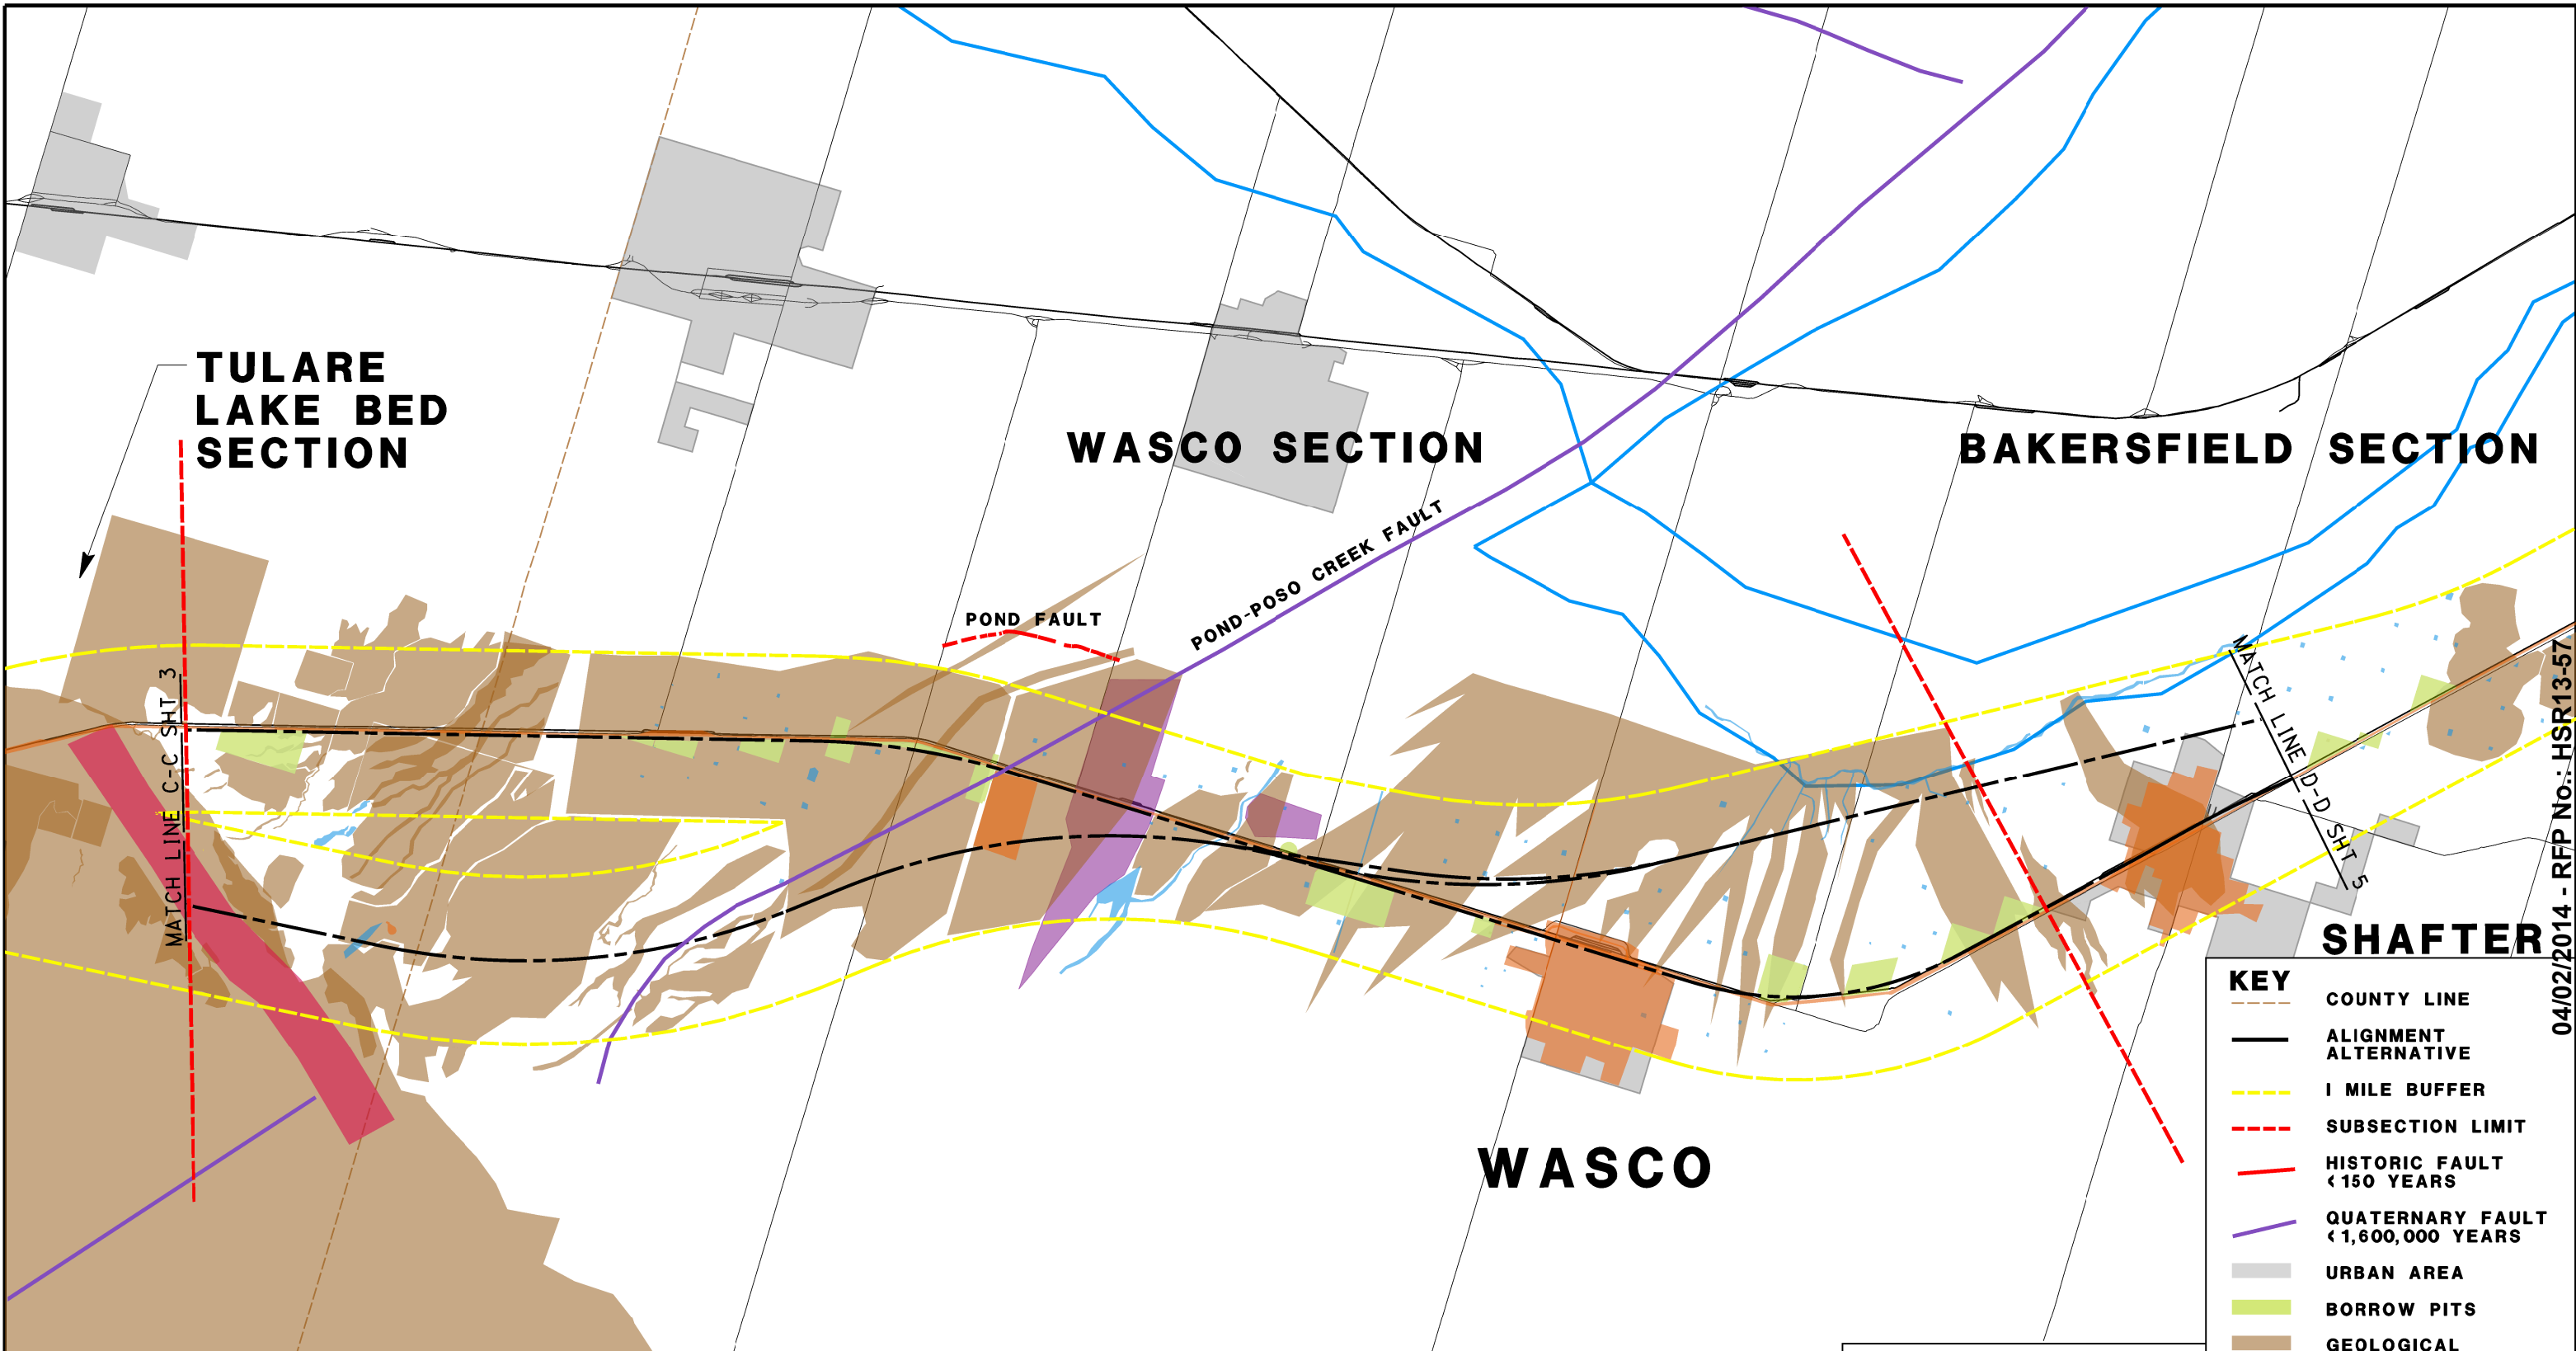 TULARE
LAKE BED
SECTION
WASCO SECTION
BAKERSFIELD SECTION
POND FAULT
POND-POSO CREEK FAULT
MATCH LINE C-C SHT 3
MATCH LINE D-D SHT 5
SHAFTER
WASCO
04/02/2014 - RFP No.: HSR13-57
KEY
COUNTY LINE
ALIGNMENT
ALTERNATIVE
1 MILE BUFFER
SUBSECTION LIMIT
HISTORIC FAULT
<150 YEARS
QUATERNARY FAULT
<1,600,000 YEARS
URBAN AREA
BORROW PITS
GEOLOGICAL